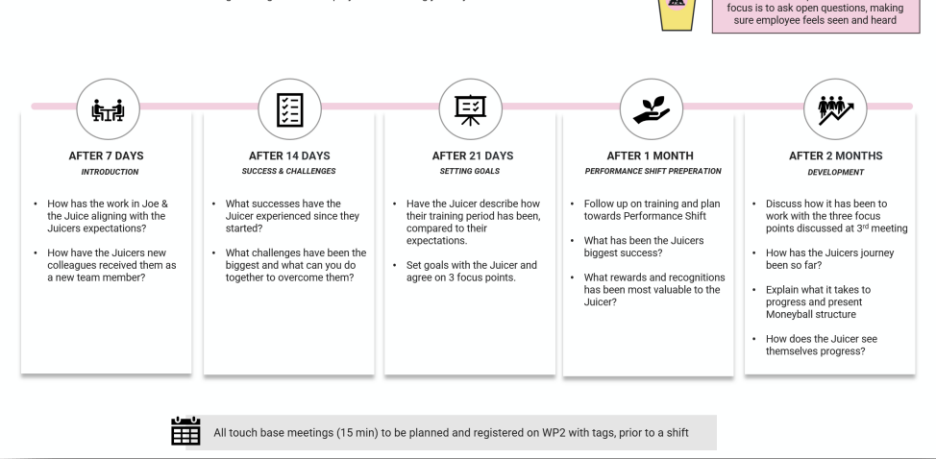 focus is to ask open questions, making
sure employee feels seen and heard
AFTER 7 DAYS
INTRODUCTION
• How has the work in Joe &
the Juice aligning with the
Juicers expectations?
• How have the Juicers new
colleagues received them as
a new team member?
AFTER 14 DAYS
SUCCESS & CHALLENGES
• What successes have the
Juicer experienced since they
started?
• What challenges have been the
biggest and what can you do
together to overcome them?
AFTER 21 DAYS
SETTING GOALS
• Have the Juicer describe how
their training period has been,
compared to their
expectations.
• Set goals with the Juicer and
agree on 3 focus points.
AFTER 1 MONTH
PERFORMANCE SHIFT PREPERATION
• Follow up on training and plan
towards Performance Shift
• What has been the Juicers
biggest success?
• What rewards and recognitions
has been most valuable to the
Juicer?
AFTER 2 MONTHS
DEVELOPMENT
• Discuss how it has been to
work with the three focus
points discussed at 3rd meeting
• How has the Juicers journey
been so far?
• Explain what it takes to
progress and present
Moneyball structure
• How does the Juicer see
themselves progress?
All touch base meetings (15 min) to be planned and registered on WP2 with tags, prior to a shift